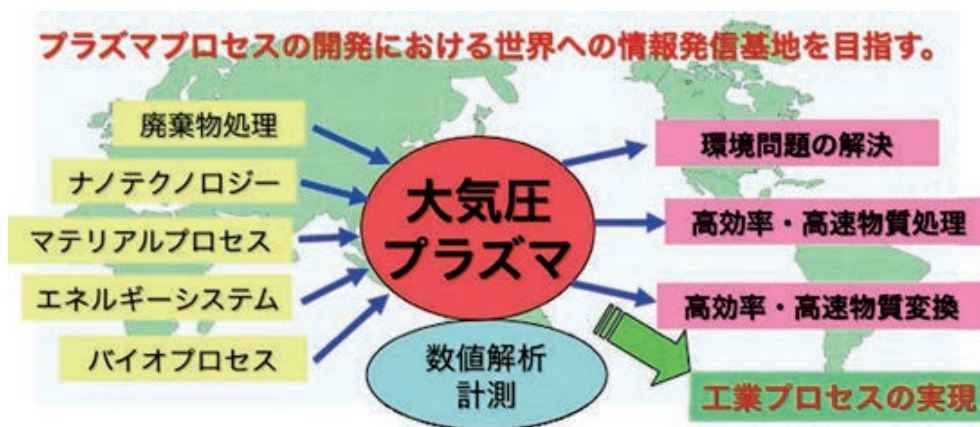 プラズマプロセスの開発における世界への情報発信基地を目指す。
廃棄物処理
ナノテクノロジー
マテリアルプロセス
エネルギーシステム
バイオプロセス
大気圧
プラズマ
数値解析
計測
環境問題の解決
高効率・高速物質処理
高効率・高速物質変換
工業プロセスの実現